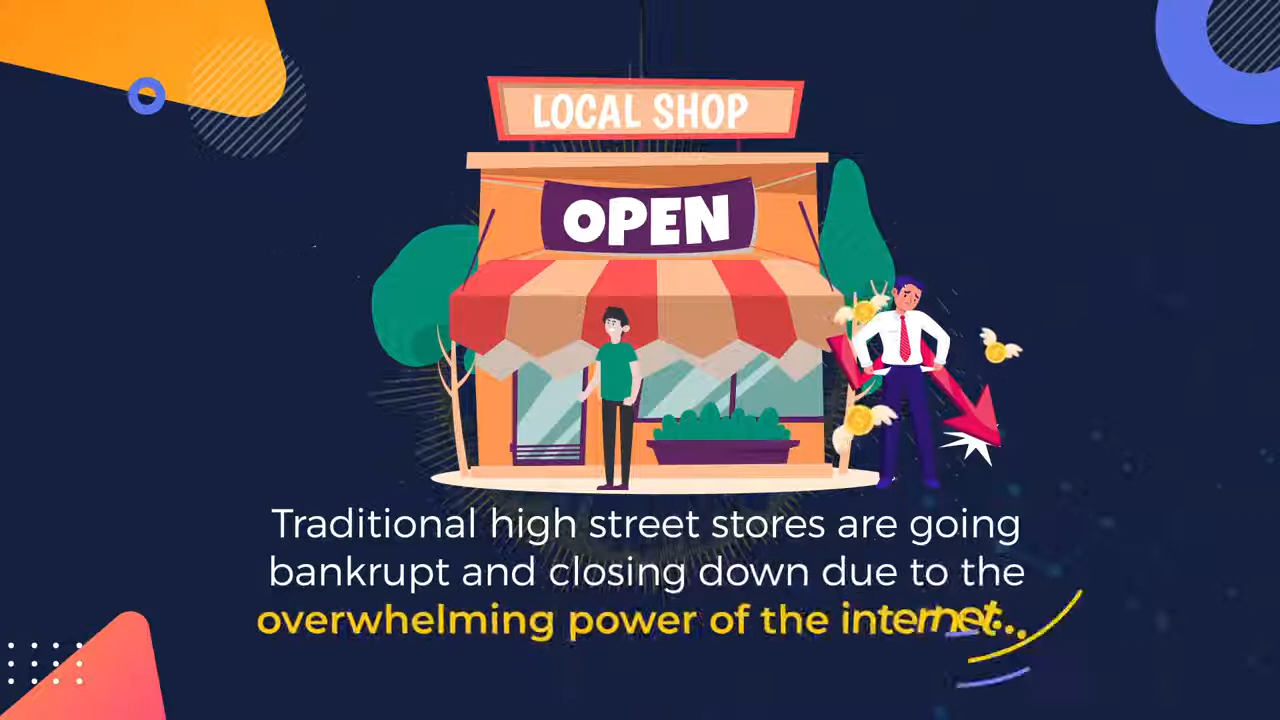 LOCAL SHOP
OPEN
Traditional high street stores are going
bankrupt and closing down due to the
overwhelming power of the internet...